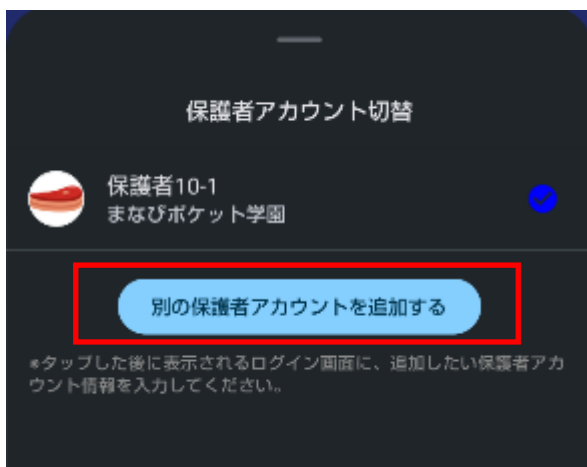 保護者アカウント切替
保護者10-1
まなびポケット学園
別の保護者アカウントを追加する
*タップした後に表示されるログイン画面に、追加したい保護者アカ
ウント情報を入力してください。